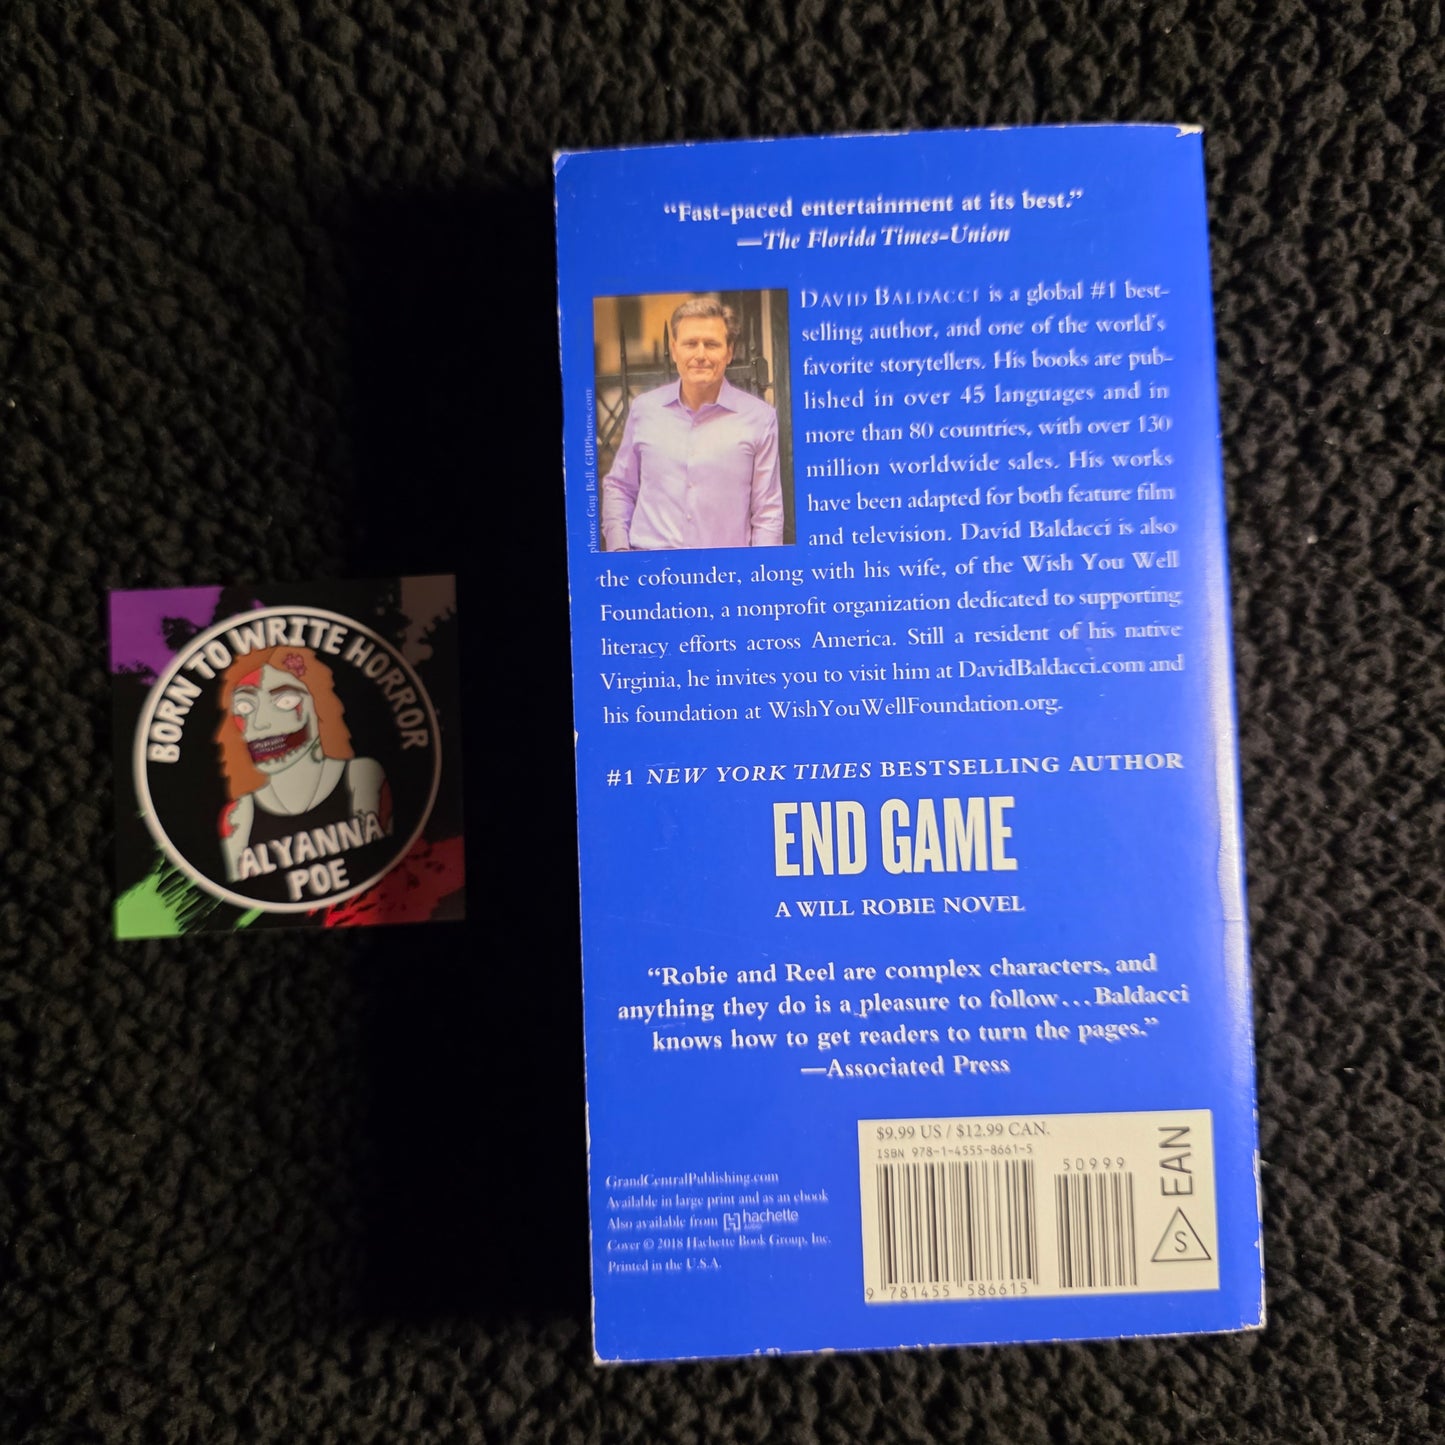 BORN TO WRITE HORROR
ALYANNA
POE
“Fast-paced entertainment at its best.”
—The Florida Times-Union
photo: Guy Bell, GBPhotos.com
DAVID BALDACCI is a global #1 best-
selling author, and one of the world's
favorite storytellers. His books are pub-
lished in over 45 languages and in
more than 80 countries, with over 130
million worldwide sales. His works
have been adapted for both feature film
and television. David Baldacci is also
the cofounder, along with his wife, of the Wish You Well
Foundation, a nonprofit organization dedicated to supporting
literacy efforts across America. Still a resident of his native
Virginia, he invites you to visit him at DavidBaldacci.com and
his foundation at WishYouWellFoundation.org.
#1 NEW YORK TIMES BESTSELLING AUTHOR
END GAME
A WILL ROBIE NOVEL
“Robie and Reel are complex characters, and
anything they do is a pleasure to follow...Baldacci
knows how to get readers to turn the pages.”
—Associated Press
GrandCentralPublishing.com
Available in large print and as an ebook
Also available from hachette
Cover © 2018 Hachette Book Group, Inc.
Printed in the U.S.A.
$9.99 US / $12.99 CAN.
ISBN 978-1-4555-8661-5
50999
9 781455 586615
EAN
S